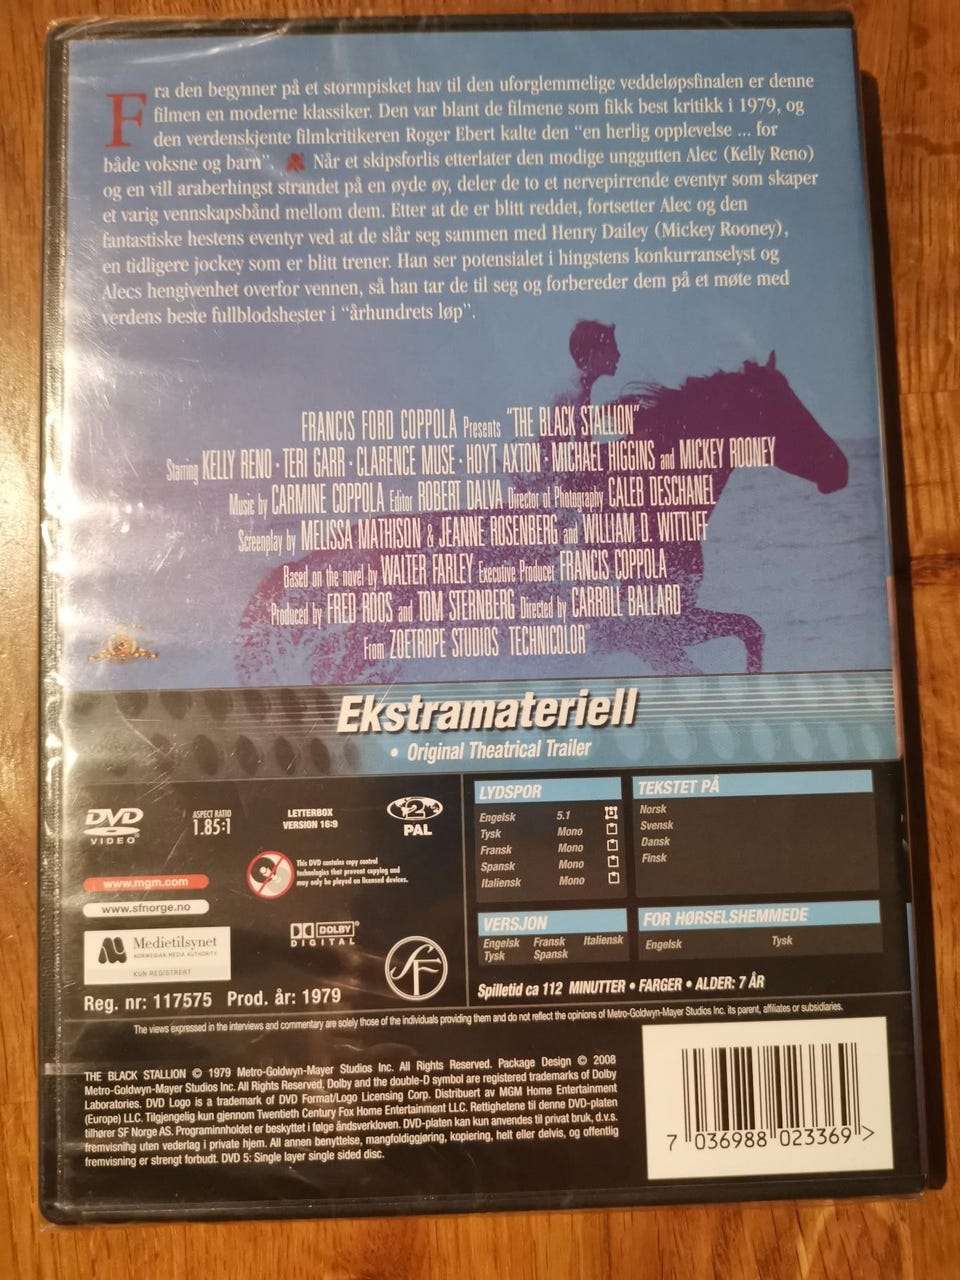 Fra den begynner på et stormpisket hav til den uforglemmelige veddeløpsfinalen er denne
filmen en moderne klassiker. Den var blant de filmene som fikk best kritikk i 1979, og
den verdenskjente filmkritikeren Roger Ebert kalte den “en herlig opplevelse ... for
både voksne og barn”. Når et skipsforlis etterlater den modige unggutten Alec (Kelly Reno)
og en vill araberhingst strandet på en øyde øy, deler de to et nervepirrende eventyr som skaper
et varig vennskapsbånd mellom dem. Etter at de er blitt reddet, fortsetter Alec og den
fantastiske hestens eventyr ved at de slår seg sammen med Henry Dailey (Mickey Rooney),
en tidligere jockey som er blitt trener. Han ser potensialet i hingstens konkurranselyst og
Alecs hengivenhet overfor vennen, så han tar de til seg og forbereder dem på et møte med
verdens beste fullblodshester i “århundrets løp”.
FRANCIS FORD COPPOLA Presents “THE BLACK STALLION”
Starring KELLY RENO · TERI GARR · CLARENCE MUSE · HOYT AXTON · MICHAEL HIGGINS and MICKEY ROONEY
Music by CARMINE COPPOLA Editor ROBERT DALVA Director of Photography CALEB DESCHANEL
Screenplay by MELISSA MATHISON & JEANNE ROSENBERG and WILLIAM D. WITTLIFF
Based on the novel by WALTER FARLEY Executive Producer FRANCIS COPPOLA
Produced by FRED ROOS and TOM STERNBERG Directed by CARROLL BALLARD
From ZOETROPE STUDIOS TECHNICOLOR®
Ekstramateriell
• Original Theatrical Trailer
DVD
VIDEO
ASPECT RATIO
1.85:1
LETTERBOX
VERSION 16:9
2
PAL
This DVD contains copy control
technologies that prevent copying and
may only be played on licensed devices.
www.mgm.com
www.sfnorge.no
Medietilsynet
NORWEGIAN MEDIA AUTHORITY
KUN REGISTRERT
DOLBY
DIGITAL
SF
Reg. nr: 117575 Prod. år: 1979
LYDSPOR
Engelsk 5.1
Tysk Mono
Fransk Mono
Spansk Mono
Italiensk Mono
TEKSTET PÅ
Norsk
Svensk
Dansk
Finsk
VERSJON
Engelsk Fransk Italiensk
Tysk Spansk
FOR HØRSELSHEMMEDE
Engelsk Tysk
Spilletid ca 112 MINUTTER • FARGER • ALDER: 7 ÅR
The views expressed in the interviews and commentary are solely those of the individuals providing them and do not reflect the opinions of Metro-Goldwyn-Mayer Studios Inc. its parent, affiliates or subsidiaries.
THE BLACK STALLION © 1979 Metro-Goldwyn-Mayer Studios Inc. All Rights Reserved. Package Design © 2008
Metro-Goldwyn-Mayer Studios Inc. All Rights Reserved. Dolby and the double-D symbol are registered trademarks of Dolby
Laboratories. DVD Logo is a trademark of DVD Format/Logo Licensing Corp. Distribuert av MGM Home Entertainment
(Europe) LLC. Tilgjengelig kun gjennom Twentieth Century Fox Home Entertainment LLC. Rettighetene til denne DVD-platen
tilhører SF Norge AS. Programinnholdet er beskyttet i følge åndsverkloven. DVD-platen kan kun anvendes til privat bruk, d.v.s.
fremvisnihg uten vederlag i private hjem. All annen benyttelse, mangfoldiggjøring, kopiering, helt eller delvis, og offentlig
fremvisning er strengt forbudt. DVD 5: Single layer single sided disc.
7 036988 023369 >